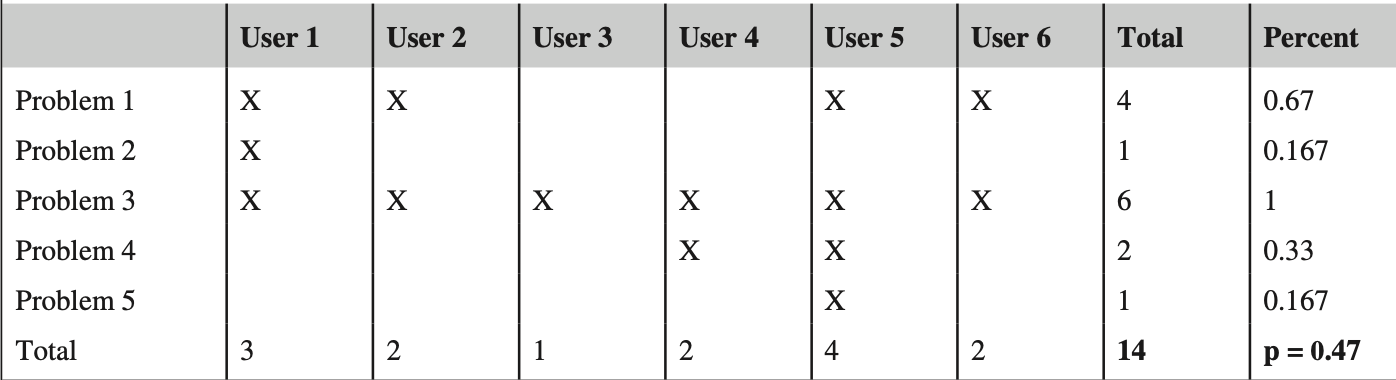 User 1 User 2 User 3 User 4 User 5 User 6 Total Percent
Problem 1 X X X X 4 0.67
Problem 2 X 1 0.167
Problem 3 X X X X X X 6 1
Problem 4 X X 2 0.33
Problem 5 X 1 0.167
Total 3 2 1 2 4 2 14 p = 0.47